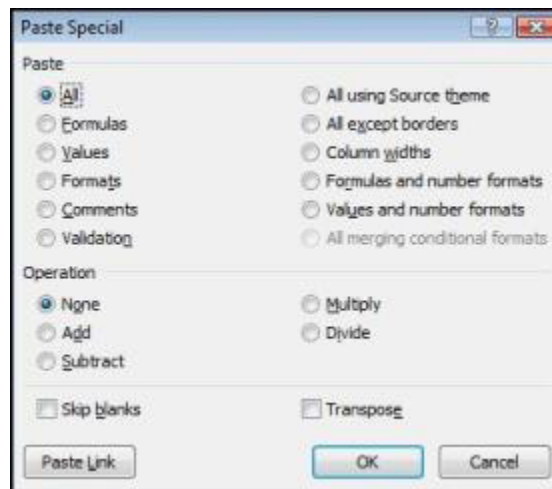 Paste Special
Paste
All
All using Source theme
Formulas
All except borders
Values
Column widths
Formats
Formulas and number formats
Comments
Values and number formats
Validation
All merging conditional formats
Operation
None
Multiply
Add
Divide
Subtract
Skip blanks
Transpose
Paste Link
OK
Cancel